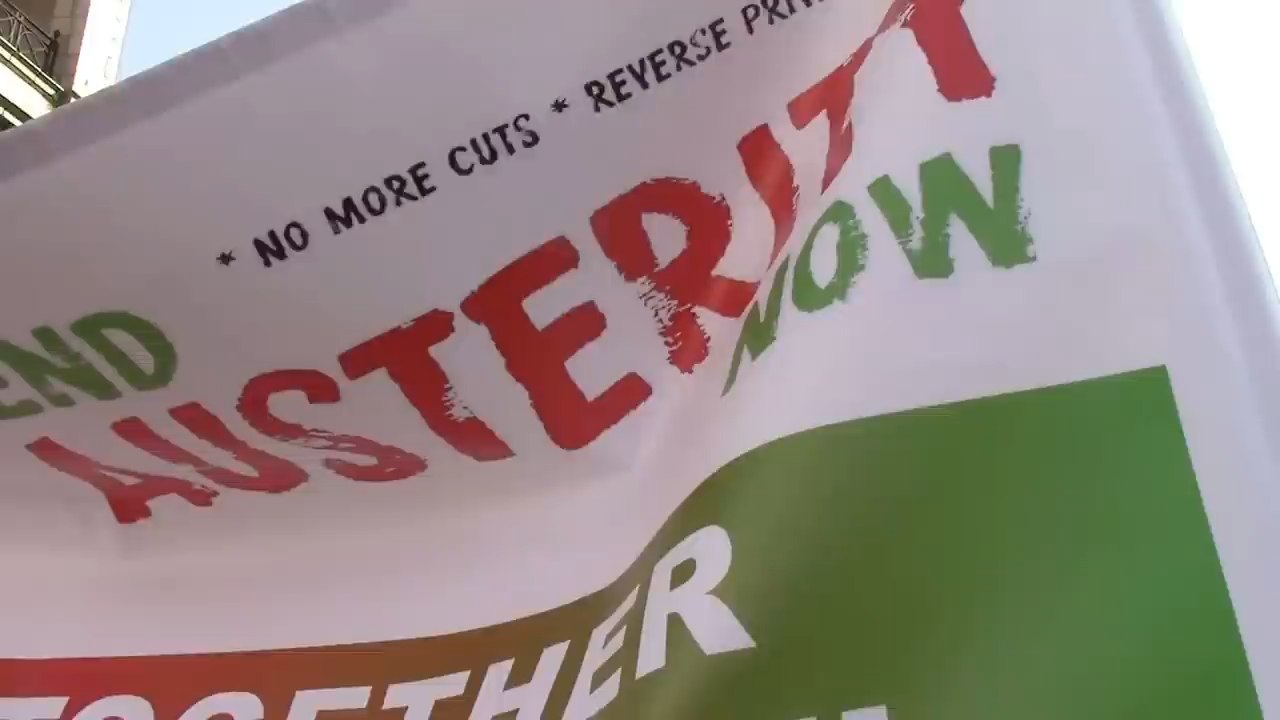 * NO MORE CUTS * REVERSE
END
AUSTERITY
NOW
TOGETHER